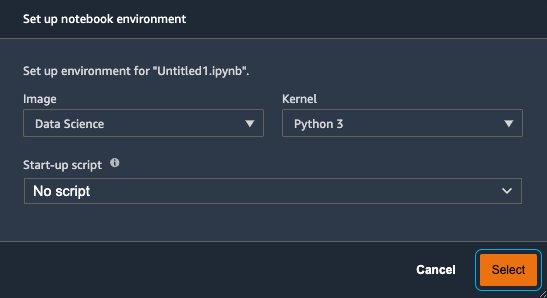 Set up notebook environment
Set up environment for "Untitled1.ipynb".
Image Kernel
Data Science Python 3
Start-up script
No script
Cancel Select